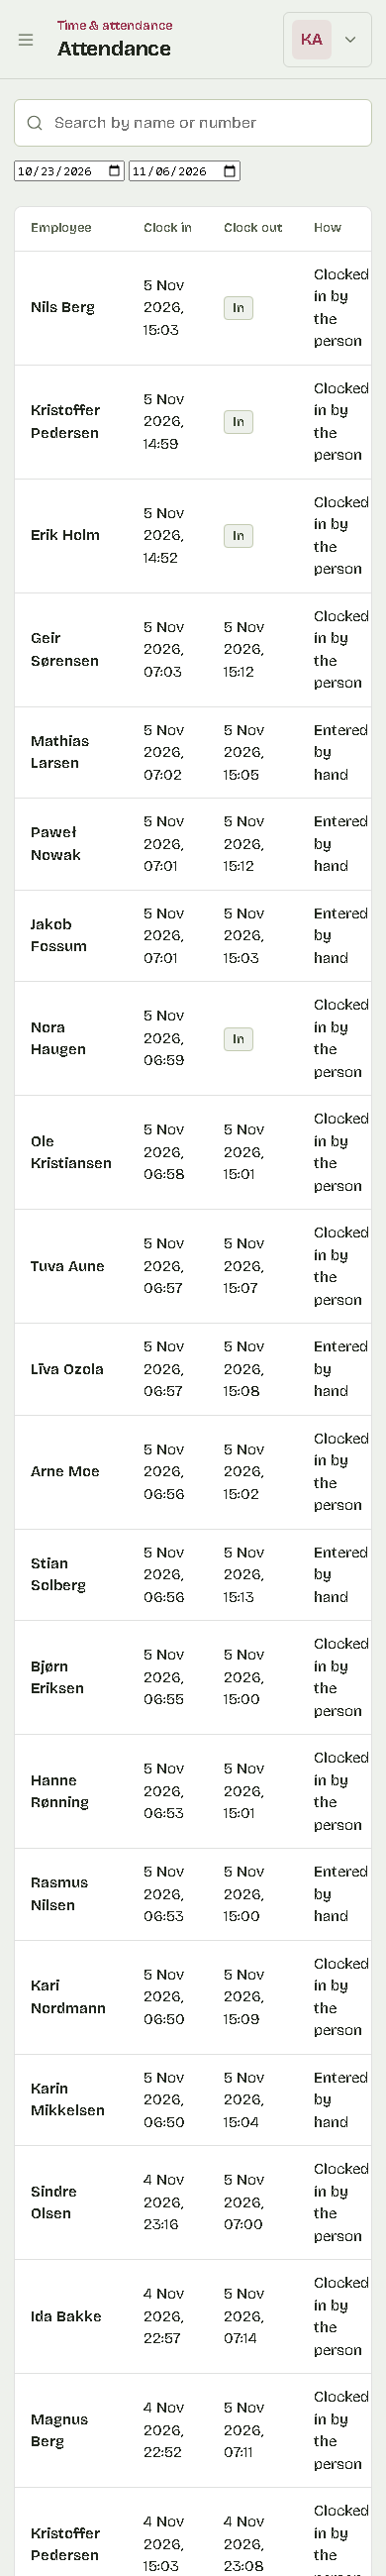 Time & attendance
Attendance
KA
Search by name or number
10/23/2026 11/06/2026
Employee Clock in Clock out How
Nils Berg 5 Nov 2026, 15:03 In Clocked in by the person
Kristoffer Pedersen 5 Nov 2026, 14:59 In Clocked in by the person
Erik Holm 5 Nov 2026, 14:52 In Clocked in by the person
Geir Sørensen 5 Nov 2026, 07:03 5 Nov 2026, 15:12 Clocked in by the person
Mathias Larsen 5 Nov 2026, 07:02 5 Nov 2026, 15:05 Entered by hand
Paweł Nowak 5 Nov 2026, 07:01 5 Nov 2026, 15:12 Entered by hand
Jakob Fossum 5 Nov 2026, 07:01 5 Nov 2026, 15:03 Entered by hand
Nora Haugen 5 Nov 2026, 06:59 In Clocked in by the person
Ole Kristiansen 5 Nov 2026, 06:58 5 Nov 2026, 15:01 Clocked in by the person
Tuva Aune 5 Nov 2026, 06:57 5 Nov 2026, 15:07 Clocked in by the person
Līva Ozola 5 Nov 2026, 06:57 5 Nov 2026, 15:08 Entered by hand
Arne Moe 5 Nov 2026, 06:56 5 Nov 2026, 15:02 Clocked in by the person
Stian Solberg 5 Nov 2026, 06:56 5 Nov 2026, 15:13 Entered by hand
Bjørn Eriksen 5 Nov 2026, 06:55 5 Nov 2026, 15:00 Clocked in by the person
Hanne Rønning 5 Nov 2026, 06:53 5 Nov 2026, 15:01 Clocked in by the person
Rasmus Nilsen 5 Nov 2026, 06:53 5 Nov 2026, 15:00 Entered by hand
Kari Nordmann 5 Nov 2026, 06:50 5 Nov 2026, 15:09 Clocked in by the person
Karin Mikkelsen 5 Nov 2026, 06:50 5 Nov 2026, 15:04 Entered by hand
Sindre Olsen 4 Nov 2026, 23:16 5 Nov 2026, 07:00 Clocked in by the person
Ida Bakke 4 Nov 2026, 22:57 5 Nov 2026, 07:14 Clocked in by the person
Magnus Berg 4 Nov 2026, 22:52 5 Nov 2026, 07:11 Clocked in by the person
Kristoffer Pedersen 4 Nov 2026, 15:03 4 Nov 2026, 23:08 Clocked in by the person